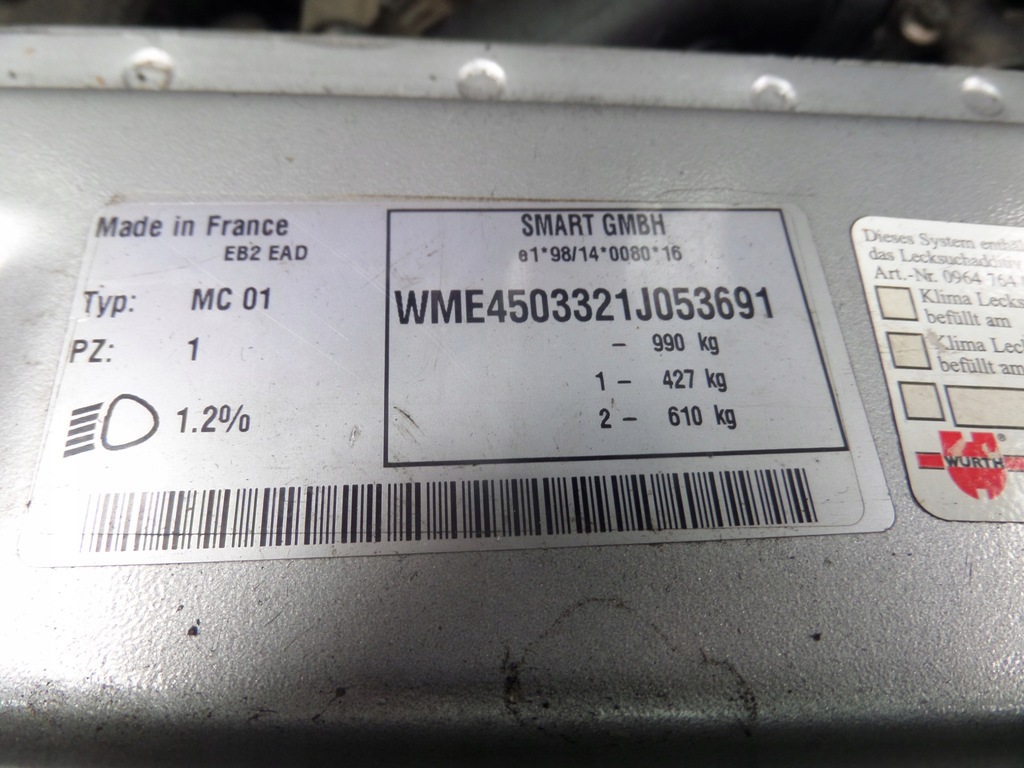 Made in France
EB2 EAD
Typ: MC 01
PZ: 1
1.2%
SMART GMBH
e1*98/14*0080*16
WME4503321J053691
- 990 kg
1 - 427 kg
2 - 610 kg
Dieses System enthäl
das Lecksuchadditiv
Art.-Nr. 0964 764
Klima Lecks
befüllt am
Klima Lec
befüllt am
WÜRTH®